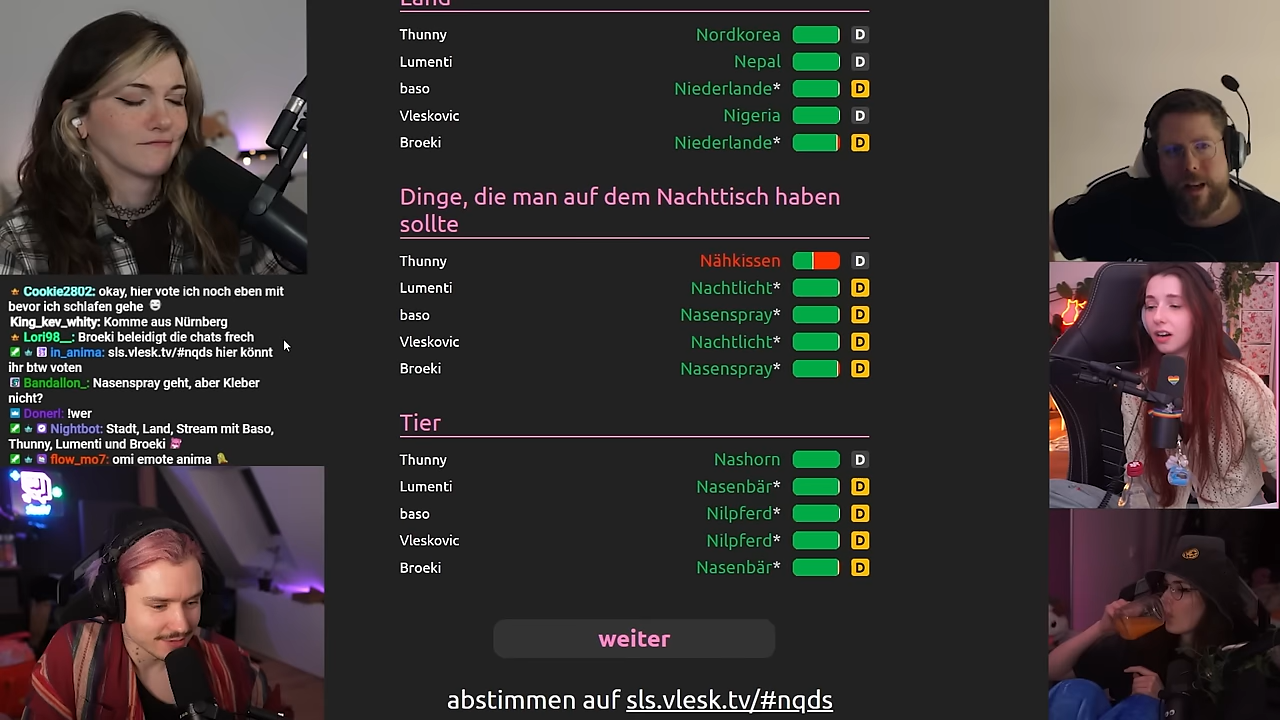 Land
Thunny Nordkorea D
Lumenti Nepal D
baso Niederlande* D
Vleskovic Nigeria D
Broeki Niederlande* D
Dinge, die man auf dem Nachttisch haben
sollte
Thunny Nähkissen D
Lumenti Nachtlicht* D
baso Nasenspray* D
Vleskovic Nachtlicht* D
Broeki Nasenspray* D
Tier
Thunny Nashorn D
Lumenti Nasenbär* D
baso Nilpferd* D
Vleskovic Nilpferd* D
Broeki Nasenbär* D
weiter
abstimmen auf sls.vlesk.tv/#nqds
Cookie2802: okay, hier vote ich noch eben mit
bevor ich schlafen gehe
King_kev_whity: Komme aus Nürnberg
Lori98__: Broeki beleidigt die chats frech
in_anima: sls.vlesk.tv/#nqds hier könnt
ihr btw voten
Bandallon_: Nasenspray geht, aber Kleber
nicht?
Doneri: !wer
Nightbot: Stadt, Land, Stream mit Baso,
Thunny, Lumenti und Broeki
flow_mo7: omi emote anima